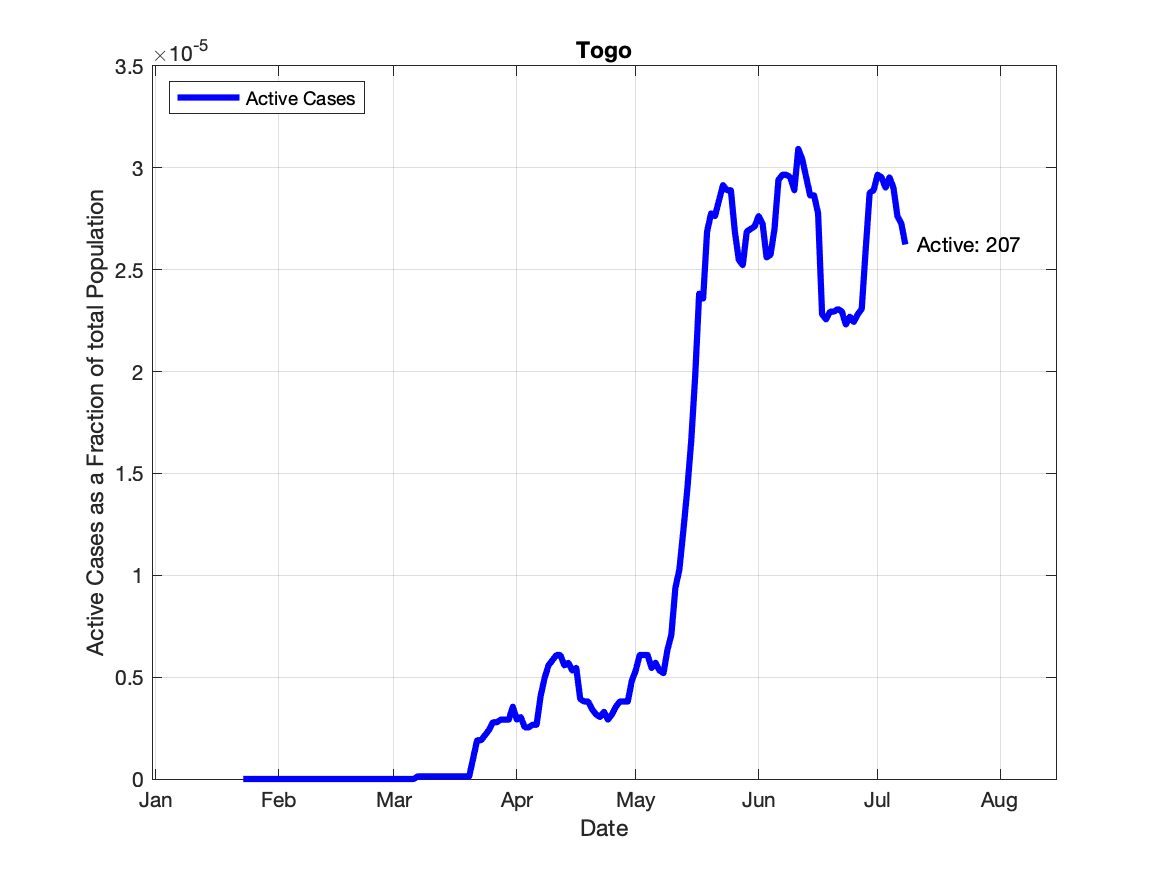 Togo
×10-5
3.5
3
2.5
2
1.5
1
0.5
0
Active Cases
Active: 207
Active Cases as a Fraction of total Population
Jan Feb Mar Apr May Jun Jul Aug
Date